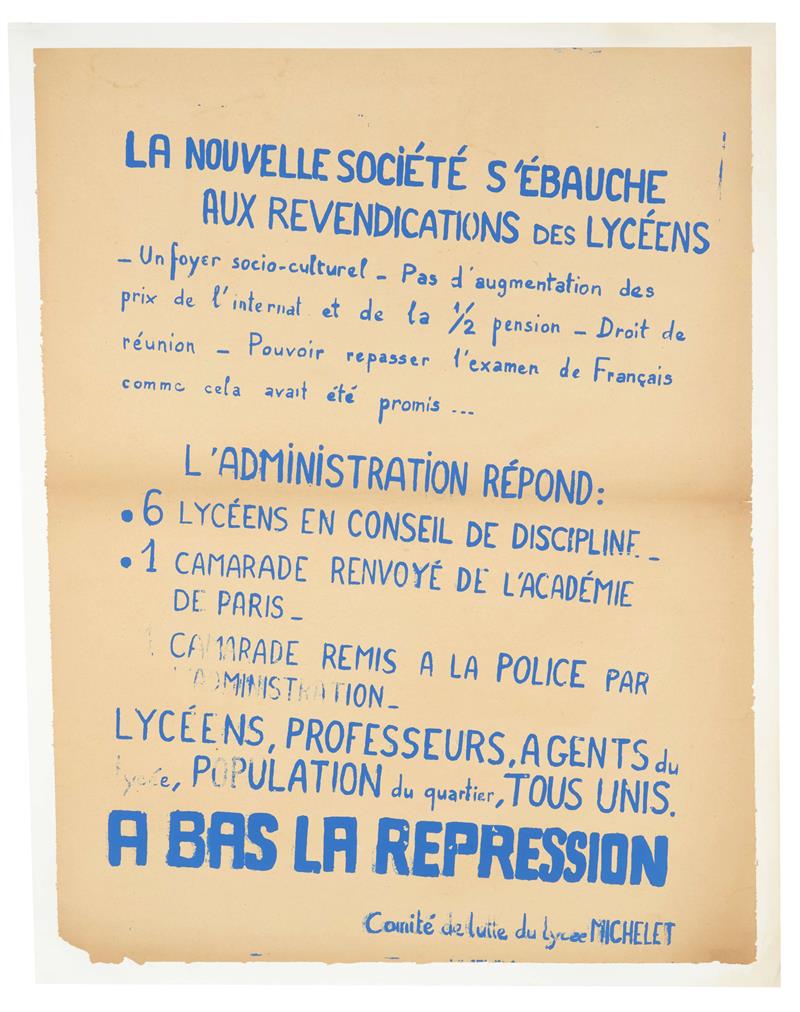 LA NOUVELLE SOCIÉTÉ S'ÉBAUCHE
AUX REVENDICATIONS DES LYCÉENS
_ Un foyer socio-culturel _ Pas d'augmentation des
prix de l'internat et de la 1/2 pension _ Droit de
réunion _ Pouvoir repasser l'examen de Français
comme cela avait été promis ...
L'ADMINISTRATION RÉPOND:
• 6 LYCÉENS EN CONSEIL DE DISCIPLINE _
• 1 CAMARADE RENVOYÉ DE L'ACADÉMIE
DE PARIS _
1 CAMARADE REMIS A LA POLICE PAR
L'ADMINISTRATION _
LYCÉENS, PROFESSEURS, AGENTS du
lycée, POPULATION du quartier, TOUS UNIS.
A BAS LA REPRESSION
Comité de lutte du lycée MICHELET